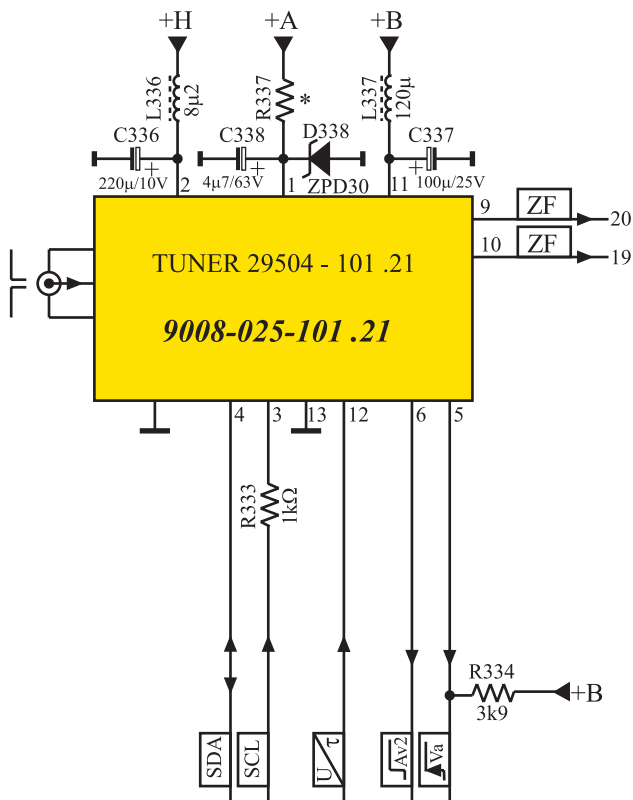 +H
+A
+B
L336
8µ2
R337
*
L337
120µ
C336
C338
D338
C337
+
+
+
220µ/10V
2
4µ7/63V
1
ZPD30
11
100µ/25V
9
ZF
20
10
ZF
19
TUNER 29504 - 101 .21
9008-025-101 .21
4
3
13
12
6
5
R333
1kΩ
R334
+B
3k9
SDA
SCL
U
τ
Av2
Va